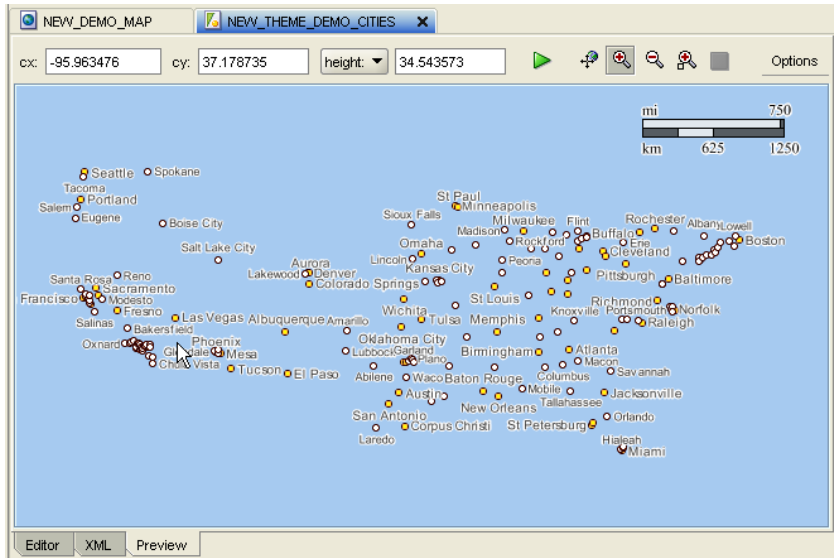 NEW_DEMO_MAP NEW_THEME_DEMO_CITIES
cx: -95.963476 cy: 37.178735 height: 34.543573 Options
mi 750
km 625 1250
Seattle Spokane
Tacoma
Portland
Salem
Eugene
Boise City
Salt Lake City
St Paul
Minneapolis
Sioux Falls
Madison Milwaukee Flint Rochester Albany Lowell
Rockford Buffalo Erie Boston
Omaha Cleveland
Lincoln Peoria
Aurora
Lakewood Denver Kansas City Pittsburgh Baltimore
Colorado Springs
Santa Rosa Reno
Sacramento
Francisco Modesto
Fresno
Salinas
St Louis Richmond
Wichita Knoxville Portsmouth Norfolk
Las Vegas Albuquerque Amarillo Tulsa Memphis Raleigh
Bakersfield
Oxnard Phoenix Oklahoma City
Mesa Lubbock Garland Birmingham Atlanta
Plano Macon
Vista
Tucson El Paso Abilene Waco Baton Rouge Columbus Savannah
Austin Mobile Tallahassee Jacksonville
New Orleans
San Antonio Orlando
Corpus Christi St Petersburg
Laredo Hialeah
Miami
Editor XML Preview